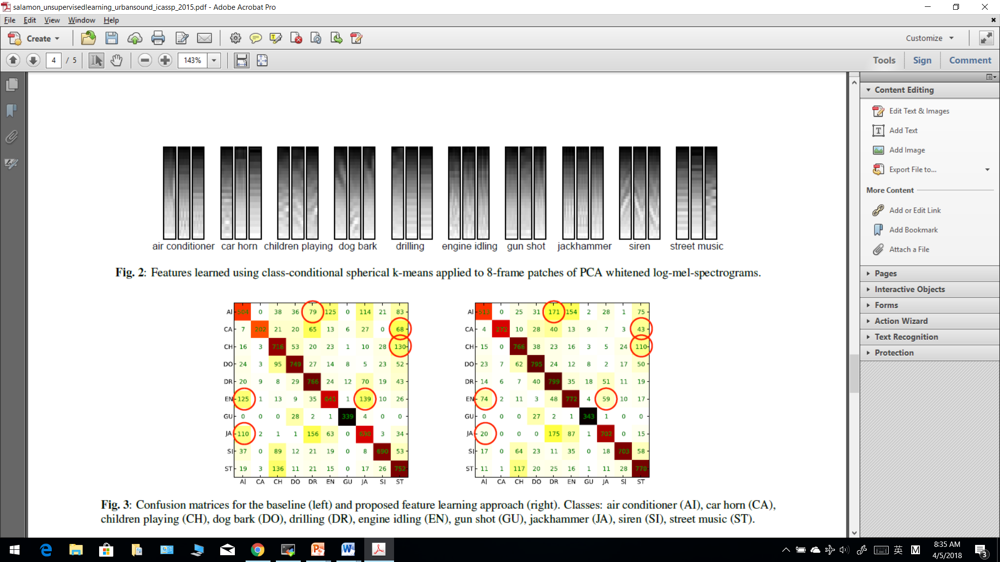 salamon_unsupervisedlearning_urbansound_icassp_2015.pdf - Adobe Acrobat Pro
File Edit View Window Help
Create Customize
4 / 5 143% Tools Sign Comment
Content Editing
Edit Text & Images
Add Text
Add Image
Export File to...
More Content
Add or Edit Link
Add Bookmark
Attach a File
Pages
Interactive Objects
Forms
Action Wizard
Text Recognition
Protection
air conditioner car horn children playing dog bark drilling engine idling gun shot jackhammer siren street music
Fig. 2: Features learned using class-conditional spherical k-means applied to 8-frame patches of PCA whitened log-mel-spectrograms.
AI 504 0 38 36 79 125 0 114 21 83
CA 7 202 21 20 65 13 6 27 0 68
CH 16 3 716 53 20 23 1 10 28 130
DO 24 3 95 749 27 14 8 5 23 52
DR 20 9 8 29 766 24 12 70 19 43
EN 125 1 13 9 35 641 1 139 10 26
GU 0 0 0 28 2 1 339 4 0 0
JA 110 2 1 1 156 63 0 630 3 34
SI 37 0 89 12 21 19 0 8 690 53
ST 19 3 136 11 21 15 0 17 26 752
AI CA CH DO DR EN GU JA SI ST
AI 513 0 25 31 171 154 2 28 1 75
CA 4 272 10 28 40 13 9 7 3 43
CH 15 0 766 38 23 16 3 5 24 110
DO 23 7 62 795 24 12 8 2 17 50
DR 14 6 7 40 799 35 18 51 11 19
EN 74 2 11 3 48 772 4 59 10 17
GU 0 0 0 27 2 1 343 1 0 0
JA 20 0 0 0 175 87 1 702 0 15
SI 17 0 64 23 11 35 0 18 703 58
ST 11 1 117 20 25 16 1 11 28 770
AI CA CH DO DR EN GU JA SI ST
Fig. 3: Confusion matrices for the baseline (left) and proposed feature learning approach (right). Classes: air conditioner (AI), car horn (CA),
children playing (CH), dog bark (DO), drilling (DR), engine idling (EN), gun shot (GU), jackhammer (JA), siren (SI), street music (ST).
英 M 8:35 AM
4/5/2018
3